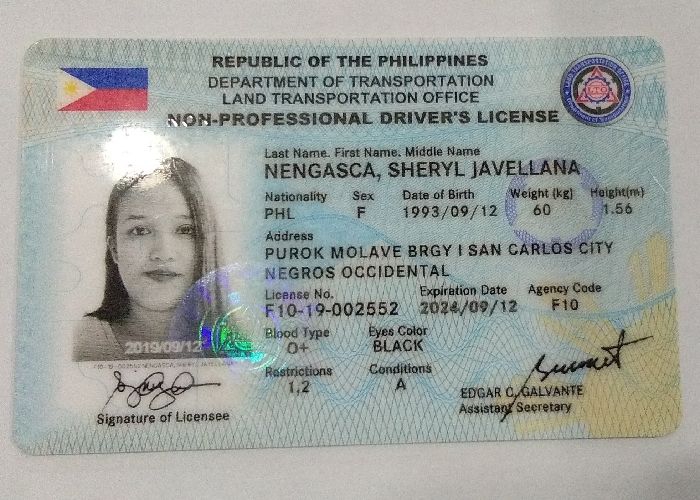 REPUBLIC OF THE PHILIPPINES
DEPARTMENT OF TRANSPORTATION
LAND TRANSPORTATION OFFICE
NON-PROFESSIONAL DRIVER'S LICENSE
Last Name. First Name. Middle Name
NENGASCA, SHERYL JAVELLANA
Nationality Sex Date of Birth Weight (kg) Height(m)
PHL F 1993/09/12 60 1.56
Address
PUROK MOLAVE BRGY I SAN CARLOS CITY
NEGROS OCCIDENTAL
License No. Expiration Date Agency Code
F10-19-002552 2024/09/12 F10
Blood Type Eyes Color
O+ BLACK
Restrictions Conditions
1,2 A
2019/09/12
EDGAR C. GALVANTE
Assistant Secretary
Signature of Licensee